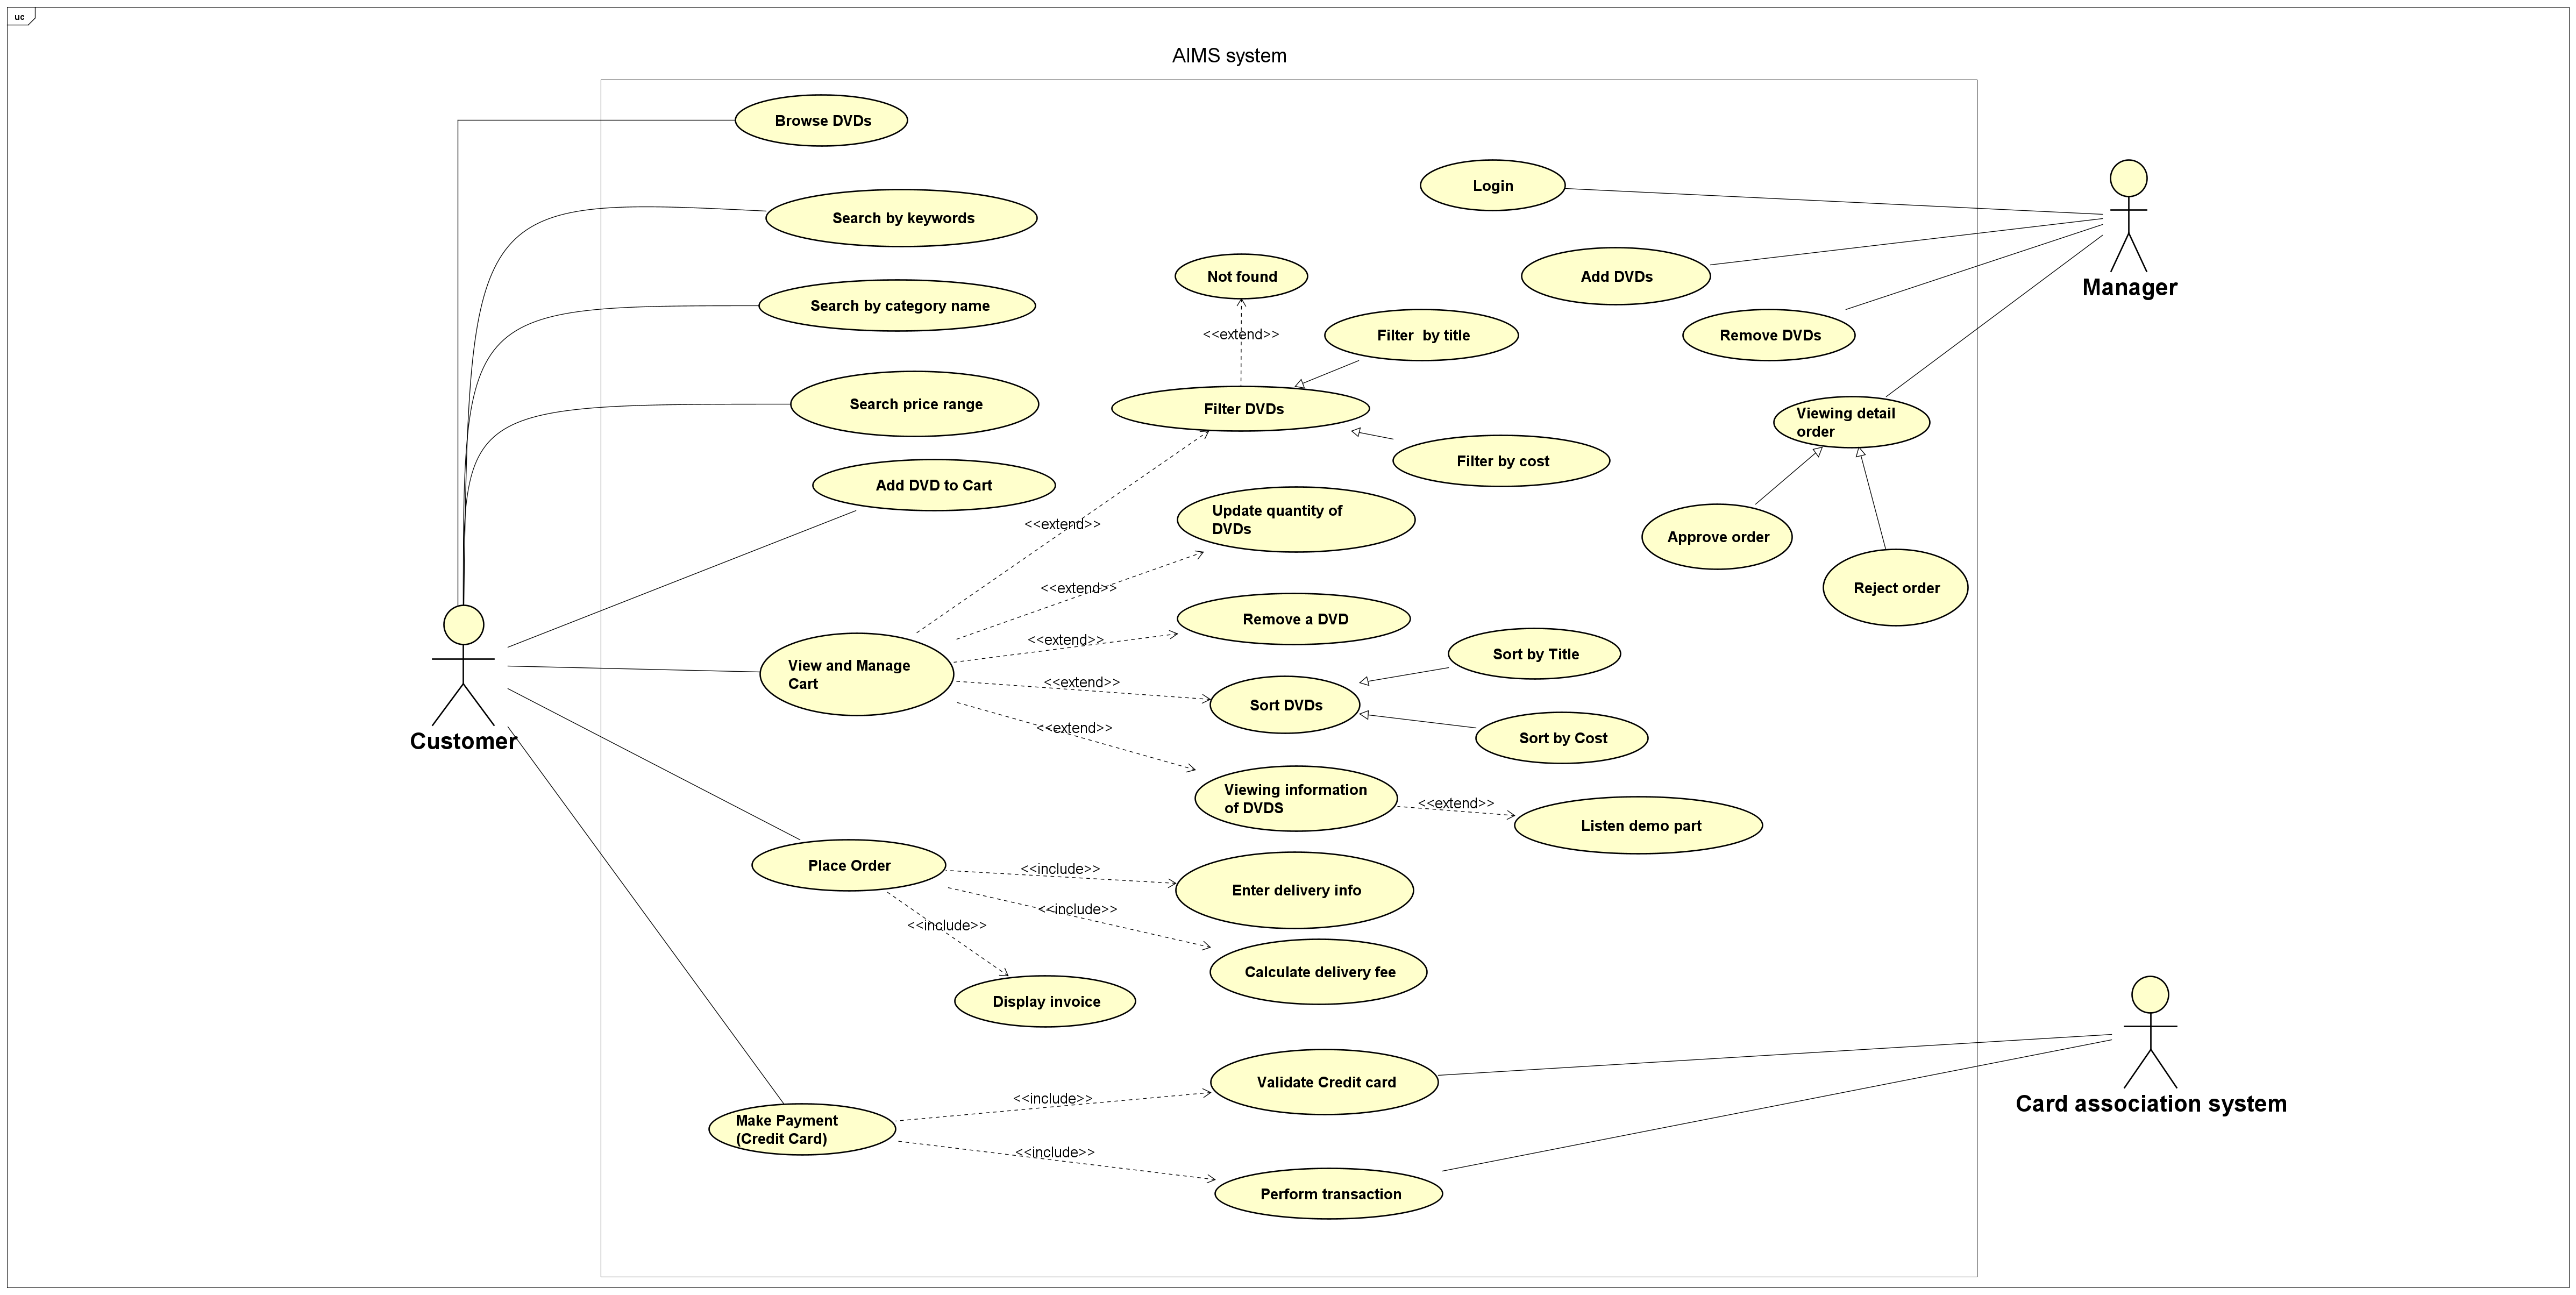 uc
AIMS system
Browse DVDs
Login
Search by keywords
Not found
Add DVDs
Manager
Search by category name
<<extend>>
Filter  by title
Remove DVDs
Search price range
Filter DVDs
Viewing detail
order
Filter by cost
Add DVD to Cart
<<extend>>
Update quantity of
DVDs
Approve order
<<extend>>
Reject order
Remove a DVD
<<extend>>
View and Manage
Cart
Sort by Title
<<extend>>
Sort DVDs
<<extend>>
Sort by Cost
Customer
Viewing information
of DVDS
<<extend>>
Listen demo part
Place Order
<<include>>
Enter delivery info
<<include>>
<<include>>
Calculate delivery fee
Display invoice
Validate Credit card
<<include>>
Card association system
Make Payment
(Credit Card)
<<include>>
Perform transaction